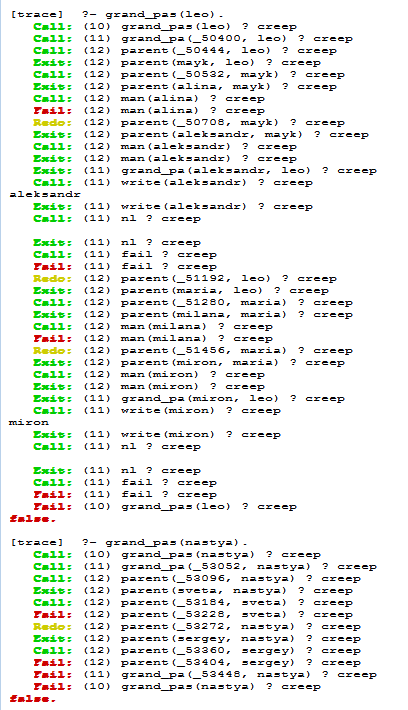 [trace]  ?- grand_pas(leo).
   Call: (10) grand_pas(leo) ? creep
   Call: (11) grand_pa(_50400, leo) ? creep
   Call: (12) parent(_50444, leo) ? creep
   Exit: (12) parent(mayk, leo) ? creep
   Call: (12) parent(_50532, mayk) ? creep
   Exit: (12) parent(alina, mayk) ? creep
   Call: (12) man(alina) ? creep
   Fail: (12) man(alina) ? creep
   Redo: (12) parent(_50708, mayk) ? creep
   Exit: (12) parent(aleksandr, mayk) ? creep
   Call: (12) man(aleksandr) ? creep
   Exit: (12) man(aleksandr) ? creep
   Exit: (11) grand_pa(aleksandr, leo) ? creep
   Call: (11) write(aleksandr) ? creep
aleksandr
   Exit: (11) write(aleksandr) ? creep
   Call: (11) nl ? creep

   Exit: (11) nl ? creep
   Call: (11) fail ? creep
   Fail: (11) fail ? creep
   Redo: (12) parent(_51192, leo) ? creep
   Exit: (12) parent(maria, leo) ? creep
   Call: (12) parent(_51280, maria) ? creep
   Exit: (12) parent(milana, maria) ? creep
   Call: (12) man(milana) ? creep
   Fail: (12) man(milana) ? creep
   Redo: (12) parent(_51456, maria) ? creep
   Exit: (12) parent(miron, maria) ? creep
   Call: (12) man(miron) ? creep
   Exit: (12) man(miron) ? creep
   Exit: (11) grand_pa(miron, leo) ? creep
   Call: (11) write(miron) ? creep
miron
   Exit: (11) write(miron) ? creep
   Call: (11) nl ? creep

   Exit: (11) nl ? creep
   Call: (11) fail ? creep
   Fail: (11) fail ? creep
   Fail: (10) grand_pas(leo) ? creep
false.

[trace]  ?- grand_pas(nastya).
   Call: (10) grand_pas(nastya) ? creep
   Call: (11) grand_pa(_53052, nastya) ? creep
   Call: (12) parent(_53096, nastya) ? creep
   Exit: (12) parent(sveta, nastya) ? creep
   Call: (12) parent(_53184, sveta) ? creep
   Fail: (12) parent(_53228, sveta) ? creep
   Redo: (12) parent(_53272, nastya) ? creep
   Exit: (12) parent(sergey, nastya) ? creep
   Call: (12) parent(_53360, sergey) ? creep
   Fail: (12) parent(_53404, sergey) ? creep
   Fail: (11) grand_pa(_53448, nastya) ? creep
   Fail: (10) grand_pas(nastya) ? creep
false.